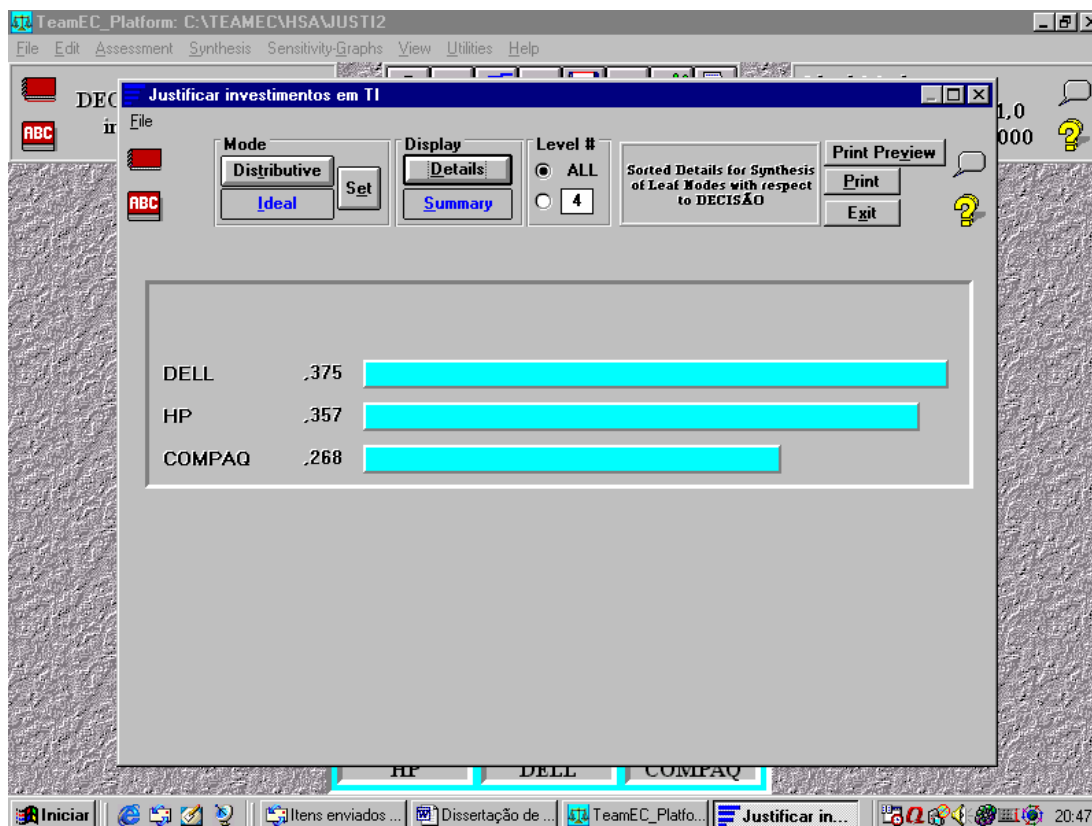 TeamEC_Platform: C:\TEAMEC\HSA\JUSTI2
File Edit Assessment Synthesis Sensitivity-Graphs View Utilities Help
DEC
in
1,0
000
ABC
Justificar investimentos em TI
File
Mode
Distributive
Ideal
Set
Display
Details
Summary
Level #
ALL
4
Sorted Details for Synthesis
of Leaf Nodes with respect
to DECISÃO
Print Preview
Print
Exit
ABC
DELL ,375
HP ,357
COMPAQ ,268
HP DELL COMPAQ
Iniciar Itens enviados ... Dissertação de ... TeamEC_Platfo... Justificar in... 20:47